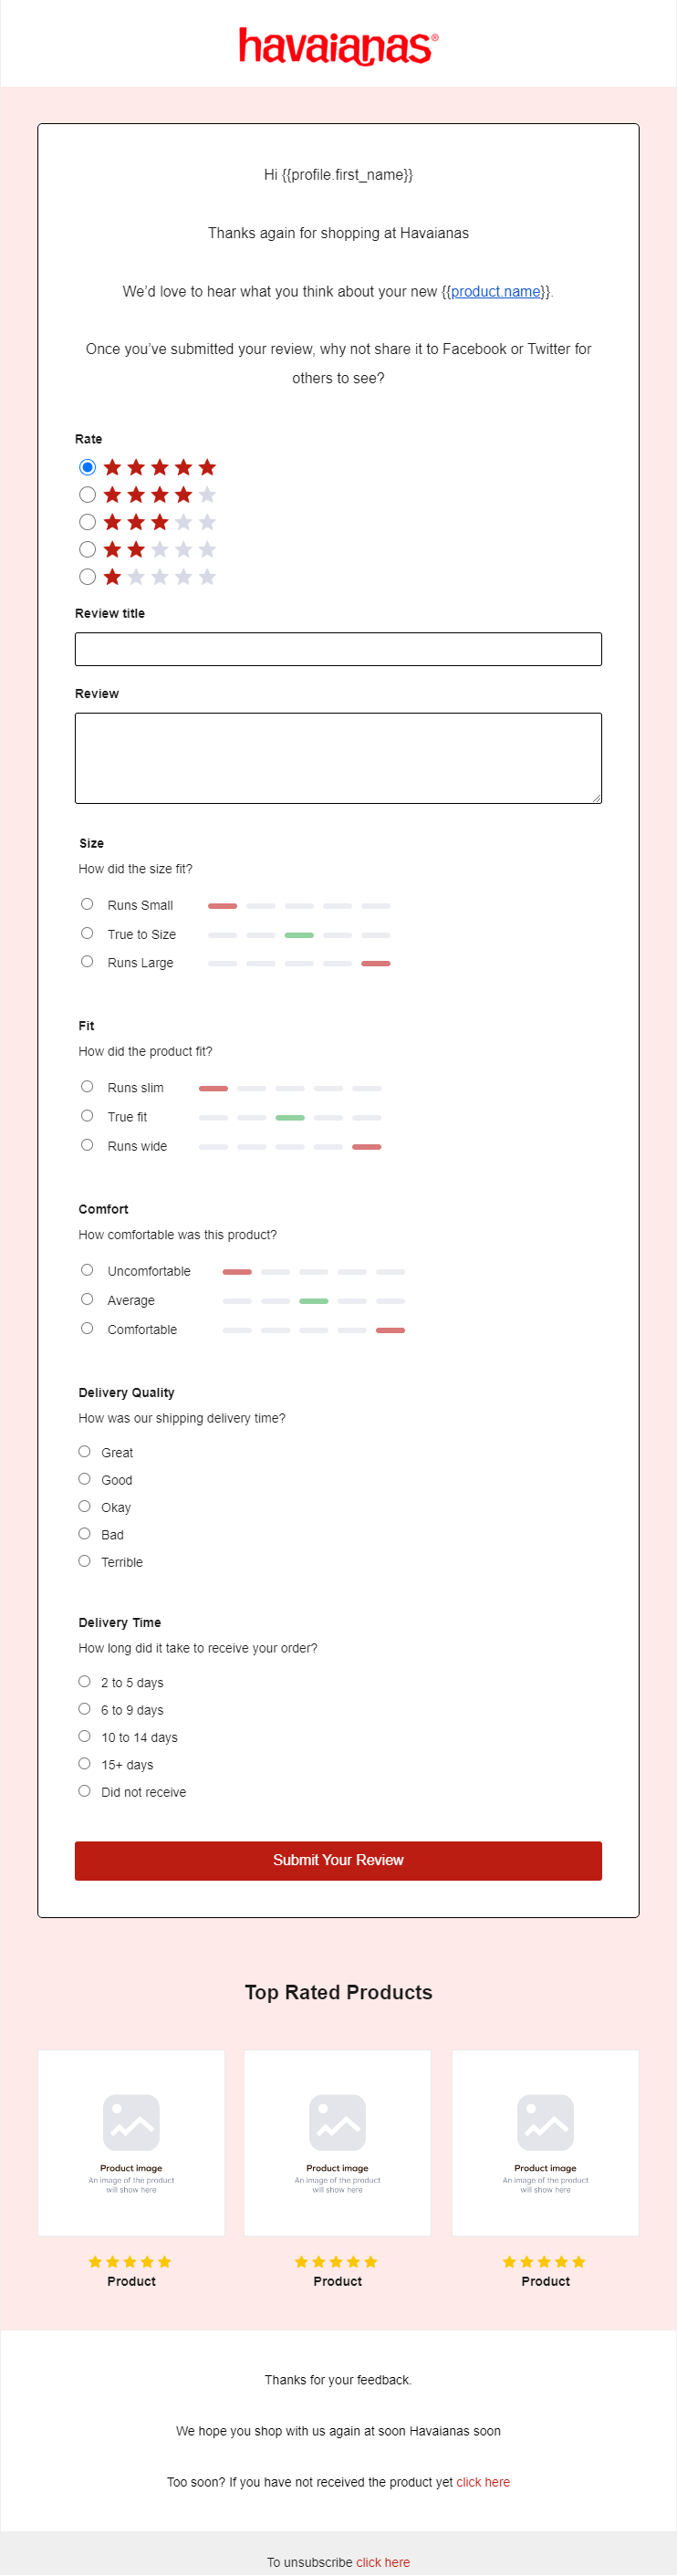 havaianas®
Hi {{profile.first_name}}
Thanks again for shopping at Havaianas
We'd love to hear what you think about your new {{product.name}}.
Once you've submitted your review, why not share it to Facebook or Twitter for
others to see?
Rate
Review title
Review
Size
How did the size fit?
Runs Small
True to Size
Runs Large
Fit
How did the product fit?
Runs slim
True fit
Runs wide
Comfort
How comfortable was this product?
Uncomfortable
Average
Comfortable
Delivery Quality
How was our shipping delivery time?
Great
Good
Okay
Bad
Terrible
Delivery Time
How long did it take to receive your order?
2 to 5 days
6 to 9 days
10 to 14 days
15+ days
Did not receive
Submit Your Review
Top Rated Products
Product image
An image of the product
will show here
Product
Product image
An image of the product
will show here
Product
Product image
An image of the product
will show here
Product
Thanks for your feedback.
We hope you shop with us again at soon Havaianas soon
Too soon? If you have not received the product yet click here
To unsubscribe click here